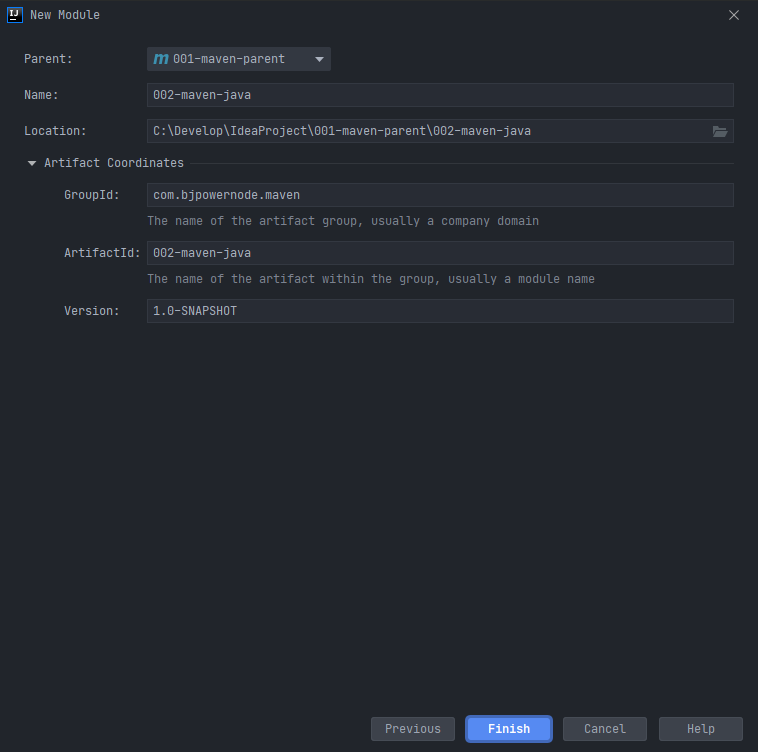 IJ New Module
Parent: m 001-maven-parent
Name: 002-maven-java
Location: C:\Develop\IdeaProject\001-maven-parent\002-maven-java
Artifact Coordinates
GroupId: com.bjpowernode.maven
The name of the artifact group, usually a company domain
ArtifactId: 002-maven-java
The name of the artifact within the group, usually a module name
Version: 1.0-SNAPSHOT
Previous Finish Cancel Help